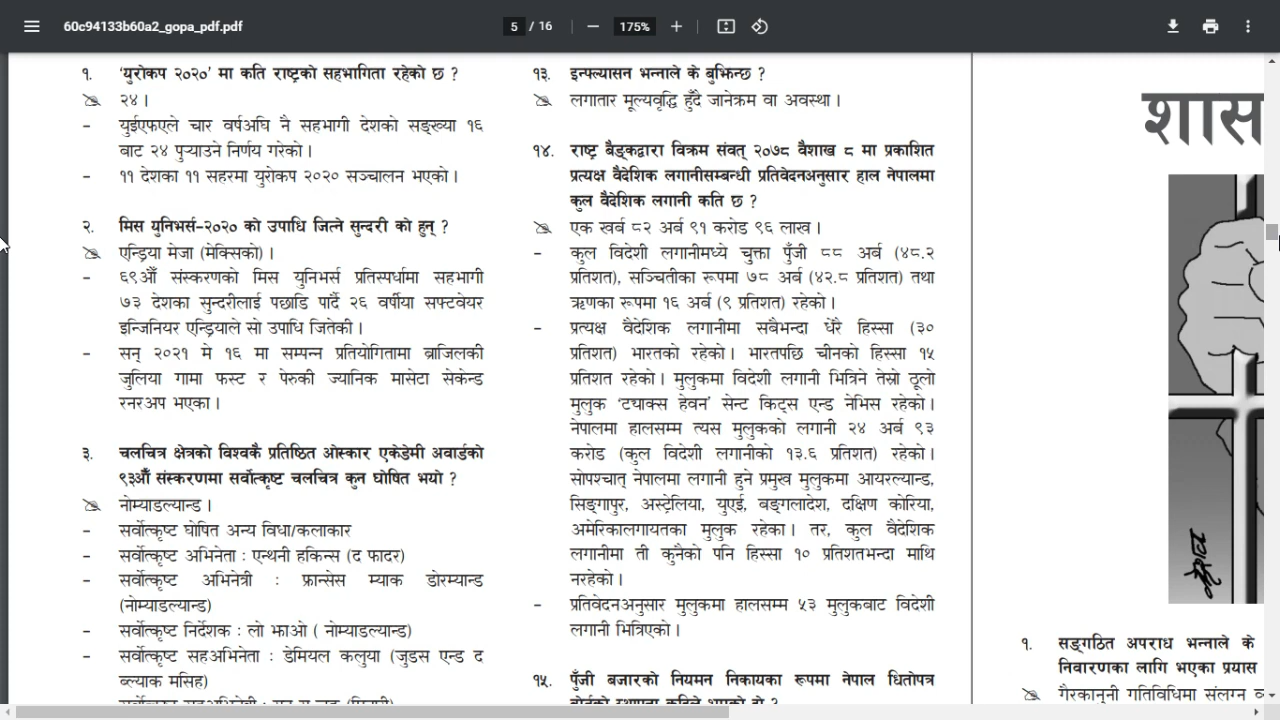 60c94133b60a2_gopa_pdf.pdf
5 / 16
175%
१. 'युरोकप २०२०' मा कति राष्ट्रको सहभागिता रहेको छ ?
२४ ।
- युईएफएले चार वर्षअघि नै सहभागी देशको सङ्ख्या १६
बाट २४ पुऱ्याउने निर्णय गरेको ।
- ११ देशका ११ सहरमा युरोकप २०२० सञ्चालन भएको ।
२. मिस युनिभर्स-२०२० को उपाधि जित्ने सुन्दरी को हुन् ?
एन्ड्रिया मेजा (मेक्सिको) ।
- ६९औँ संस्करणको मिस युनिभर्स प्रतिस्पर्धामा सहभागी
७३ देशका सुन्दरीलाई पछाडि पार्दै २६ वर्षीया सफ्टवेयर
इन्जिनियर एन्ड्रियाले सो उपाधि जितेकी ।
- सन् २०२१ मे १६ मा सम्पन्न प्रतियोगितामा ब्राजिलकी
जुलिया गामा फस्ट र पेरुकी ज्यानिक मासेटा सेकेन्ड
रनरअप भएका ।
३. चलचित्र क्षेत्रको विश्वकै प्रतिष्ठित ओस्कार एकेडेमी अवार्डको
९३औँ संस्करणमा सर्वोत्कृष्ट चलचित्र कुन घोषित भयो ?
नोम्याडल्यान्ड ।
- सर्वोत्कृष्ट घोषित अन्य विधा/कलाकार
- सर्वोत्कृष्ट अभिनेता : एन्थनी हकिन्स (द फादर)
- सर्वोत्कृष्ट अभिनेत्री : फ्रान्सेस म्याक डोरम्यान्ड
(नोम्याडल्यान्ड)
- सर्वोत्कृष्ट निर्देशक : लो झाओ ( नोम्याडल्यान्ड)
- सर्वोत्कृष्ट सहअभिनेता : डेमियल कलुया (जुडस एन्ड द
ब्ल्याक मसिह)
१३. इन्फ्ल्यासन भन्नाले के बुझिन्छ ?
लगातार मूल्यवृद्धि हुँदै जानेक्रम वा अवस्था ।
१४. राष्ट्र बैङ्कद्वारा विक्रम संवत् २०७८ वैशाख ८ मा प्रकाशित
प्रत्यक्ष वैदेशिक लगानीसम्बन्धी प्रतिवेदनअनुसार हाल नेपालमा
कुल वैदेशिक लगानी कति छ ?
एक खर्ब ८२ अर्ब ९१ करोड ९६ लाख ।
- कुल विदेशी लगानीमध्ये चुक्ता पुँजी ८८ अर्ब (४८.२
प्रतिशत), सञ्चितीका रूपमा ७८ अर्ब (४२.८ प्रतिशत) तथा
ऋणका रूपमा १६ अर्ब (९ प्रतिशत) रहेको ।
- प्रत्यक्ष वैदेशिक लगानीमा सबैभन्दा धेरै हिस्सा (३०
प्रतिशत) भारतको रहेको । भारतपछि चीनको हिस्सा १५
प्रतिशत रहेको । मुलुकमा विदेशी लगानी भित्रिने तेस्रो ठूलो
मुलुक 'ट्याक्स हेवन' सेन्ट किट्स एन्ड नेभिस रहेको ।
नेपालमा हालसम्म त्यस मुलुकको लगानी २४ अर्ब ९३
करोड (कुल विदेशी लगानीको १३.६ प्रतिशत) रहेको ।
सोपश्चात् नेपालमा लगानी हुने प्रमुख मुलुकमा आयरल्यान्ड,
सिङ्गापुर, अस्ट्रेलिया, युएई, बङ्गलादेश, दक्षिण कोरिया,
अमेरिकालगायतका मुलुक रहेका । तर, कुल वैदेशिक
लगानीमा ती कुनैको पनि हिस्सा १० प्रतिशतभन्दा माथि
नरहेको ।
- प्रतिवेदनअनुसार मुलुकमा हालसम्म ५३ मुलुकबाट विदेशी
लगानी भित्रिएको ।
१५. पुँजी बजारको नियमन निकायका रूपमा नेपाल धितोपत्र
शास
१. सङ्गठित अपराध भन्नाले के
निवारणका लागि भएका प्रयास
गैरकानुनी गतिविधिमा संलग्न